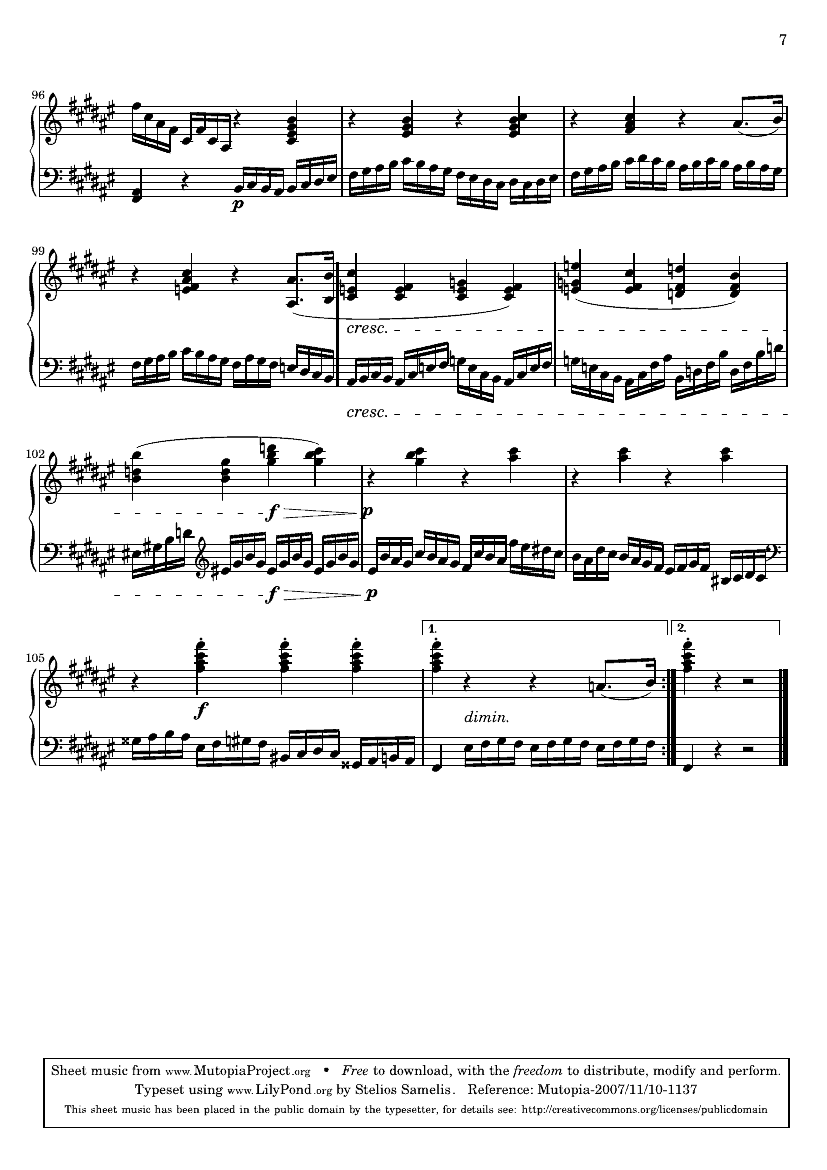 7
96
p
99
cresc.
cresc.
102
f p
f p
105
1. 2.
f
dimin.
Sheet music from www.MutopiaProject.org • Free to download, with the freedom to distribute, modify and perform.
Typeset using www.LilyPond.org by Stelios Samelis. Reference: Mutopia-2007/11/10-1137
This sheet music has been placed in the public domain by the typesetter, for details see: http://creativecommons.org/licenses/publicdomain